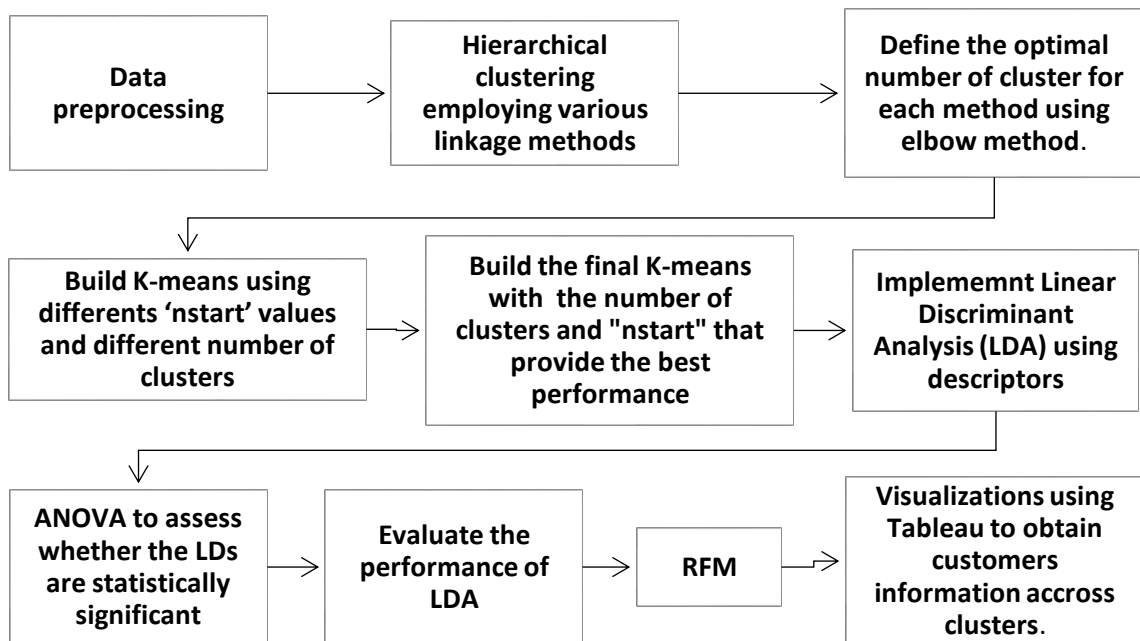 Data
preprocessing
Hierarchical
clustering
employing various
linkage methods
Define the optimal
number of cluster for
each method using
elbow method.
Build K-means using
differents ‘nstart’ values
and different number of
clusters
Build the final K-means
with the number of
clusters and "nstart" that
provide the best
performance
Implememnt Linear
Discriminant
Analysis (LDA) using
descriptors
ANOVA to assess
whether the LDs
are statistically
significant
Evaluate the
performance of
LDA
RFM
Visualizations using
Tableau to obtain
customers
information accross
clusters.